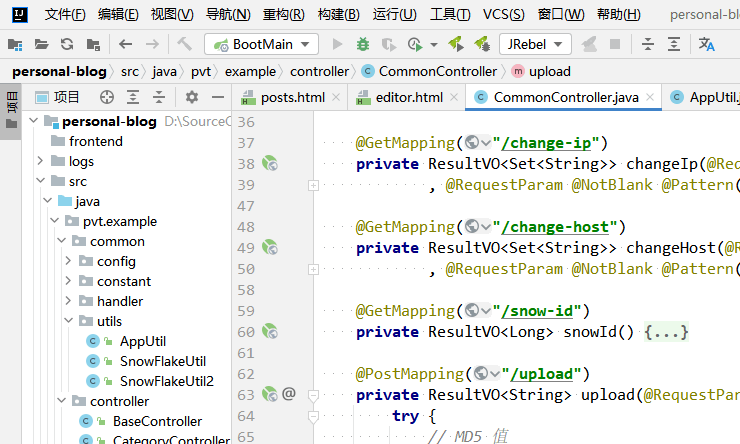 IJ 文件(F) 编辑(E) 视图(V) 导航(N) 重构(R) 构建(B) 运行(U) 工具(T) VCS(S) 窗口(W) 帮助(H) personal-blog
BootMain JRebel
personal-blog src java pvt example controller CommonController upload
项目 项目 posts.html editor.html CommonController.java AppUtil.j
personal-blog D:\SourceC
frontend
logs
src
java
pvt.example
common
config
constant
handler
utils
AppUtil
SnowFlakeUtil
SnowFlakeUtil2
controller
BaseController
CategoryController
36
37 @GetMapping("/change-ip")
38 private ResultVO<Set<String>> changeIp(@Req
39 , @RequestParam @NotBlank @Pattern(
48 @GetMapping("/change-host")
49 private ResultVO<Set<String>> changeHost(@R
50 , @RequestParam @NotBlank @Pattern(
58
59 @GetMapping("/snow-id")
60 private ResultVO<Long> snowId() {...}
61
62 @PostMapping("/upload")
63 @ private ResultVO<String> upload(@RequestPar
64 try {
65 // MD5 值